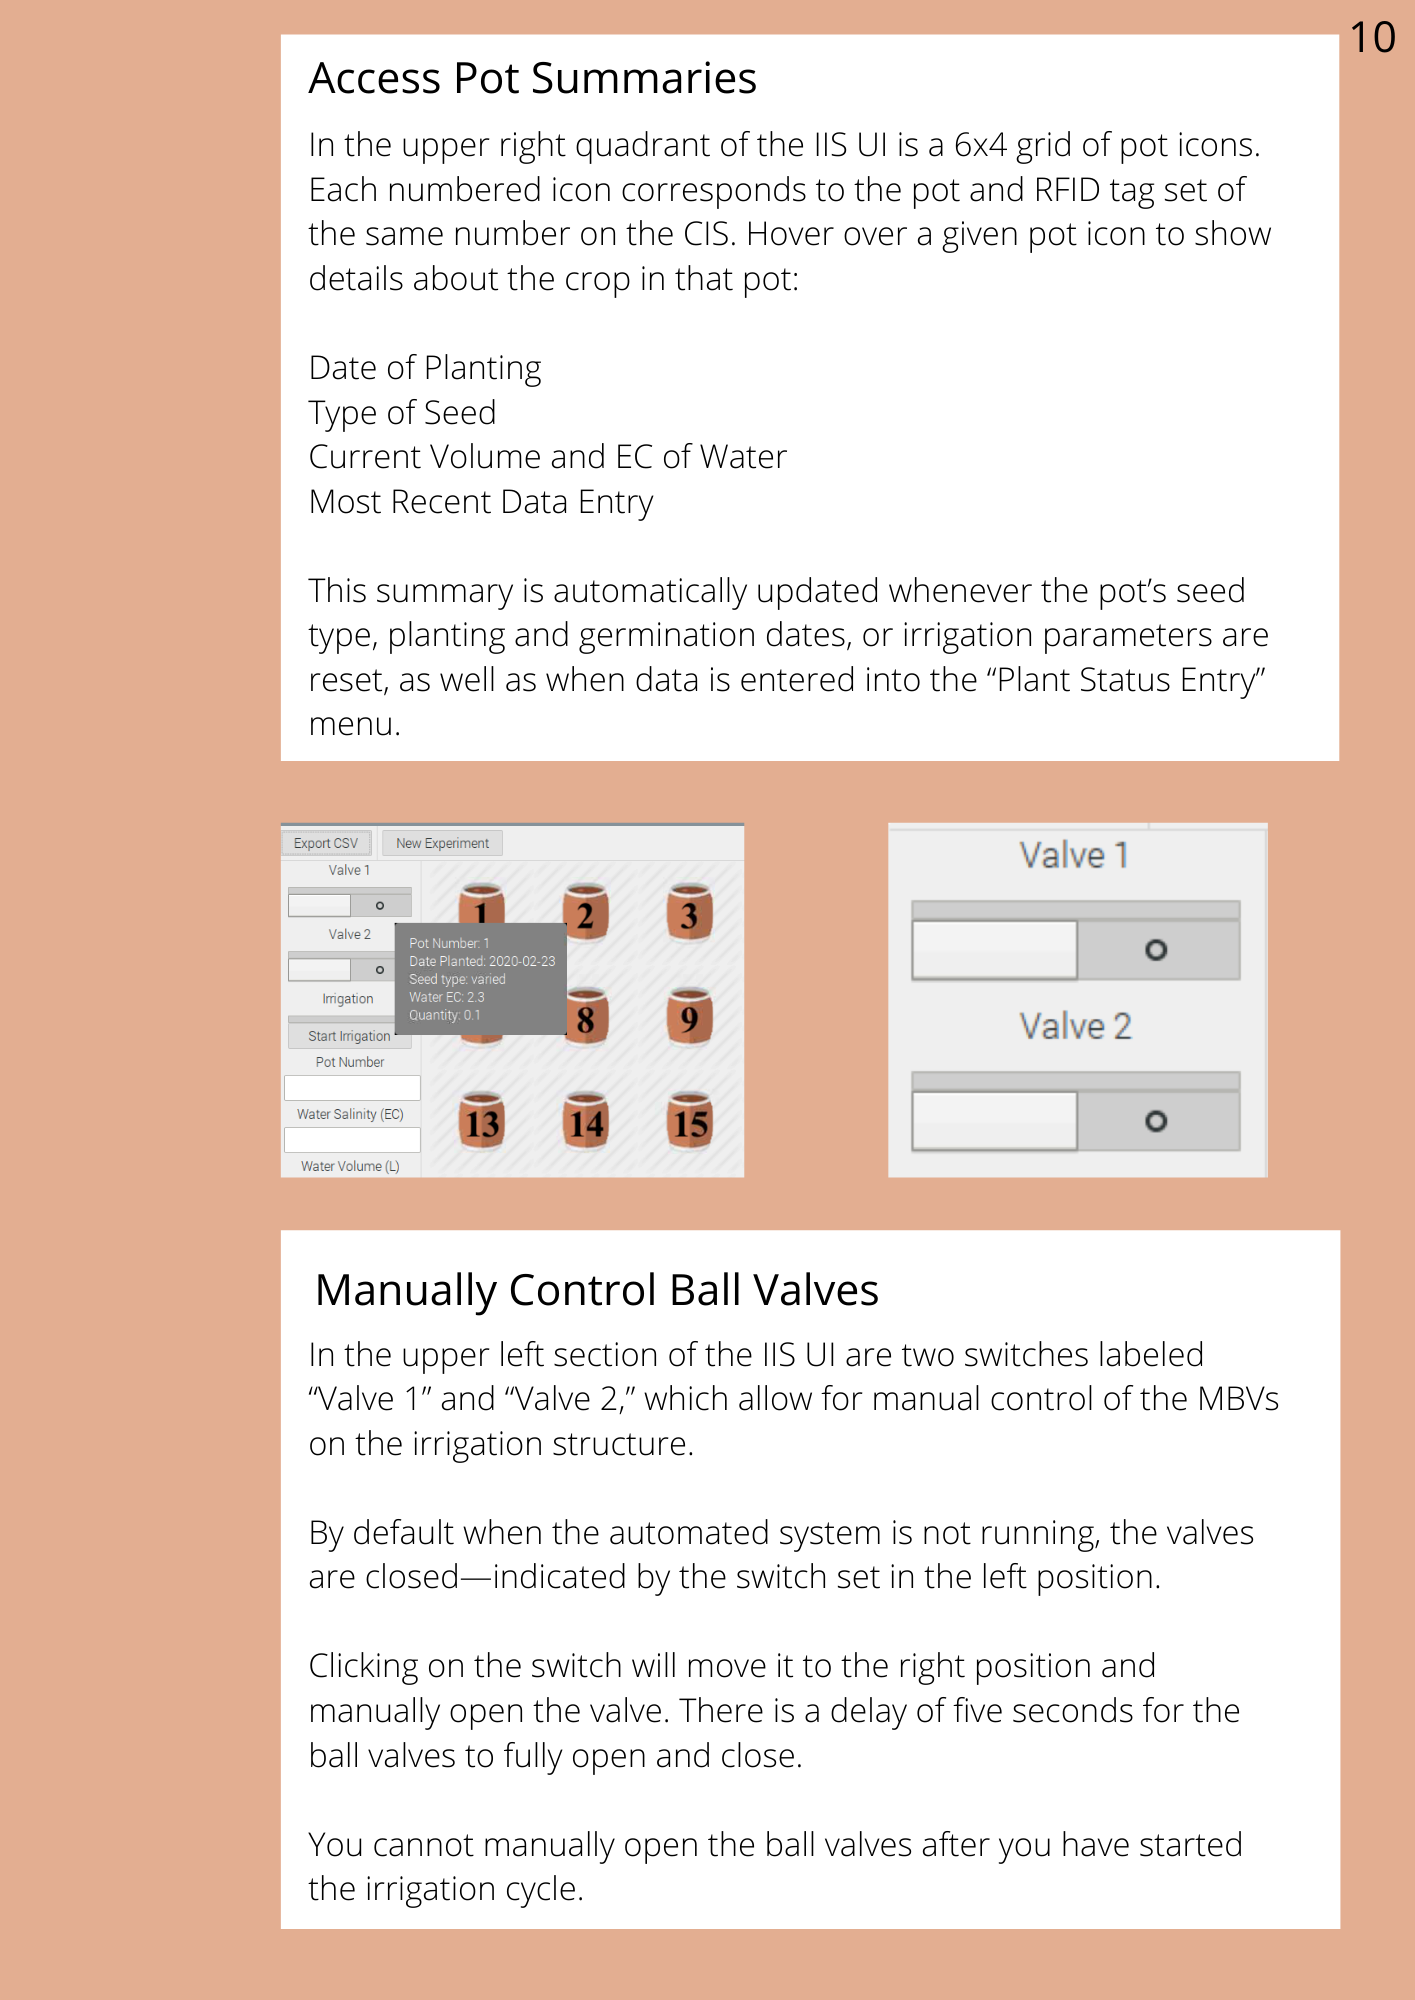 10
Access Pot Summaries
In the upper right quadrant of the IIS UI is a 6x4 grid of pot icons.
Each numbered icon corresponds to the pot and RFID tag set of
the same number on the CIS. Hover over a given pot icon to show
details about the crop in that pot:
Date of Planting
Type of Seed
Current Volume and EC of Water
Most Recent Data Entry
This summary is automatically updated whenever the pot’s seed
type, planting and germination dates, or irrigation parameters are
reset, as well as when data is entered into the “Plant Status Entry”
menu.
Export CSV
New Experiment
Valve 1
Valve 2
Irrigation
Start Irrigation
Pot Number
Water Salinity (EC)
Water Volume (L)
1 2 3
Pot Number: 1
Date Planted: 2020-02-23
Seed type: varied
Water EC: 2.3
Quantity: 0.1
8 9
13 14 15
Valve 1
Valve 2
Manually Control Ball Valves
In the upper left section of the IIS UI are two switches labeled
“Valve 1” and “Valve 2,” which allow for manual control of the MBVs
on the irrigation structure.
By default when the automated system is not running, the valves
are closed—indicated by the switch set in the left position.
Clicking on the switch will move it to the right position and
manually open the valve. There is a delay of five seconds for the
ball valves to fully open and close.
You cannot manually open the ball valves after you have started
the irrigation cycle.